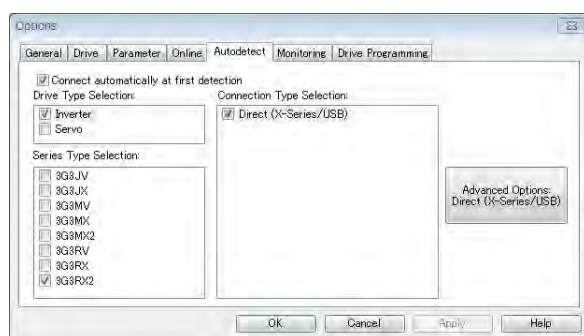 Options
General Drive Parameter Online Autodetect Monitoring Drive Programming
Connect automatically at first detection
Drive Type Selection:
Inverter
Servo
Series Type Selection:
3G3JV
3G3JX
3G3MV
3G3MX
3G3MX2
3G3RV
3G3RX
3G3RX2
Connection Type Selection:
Direct (X-Series/USB)
Advanced Options:
Direct (X-Series/USB)
OK Cancel Apply Help